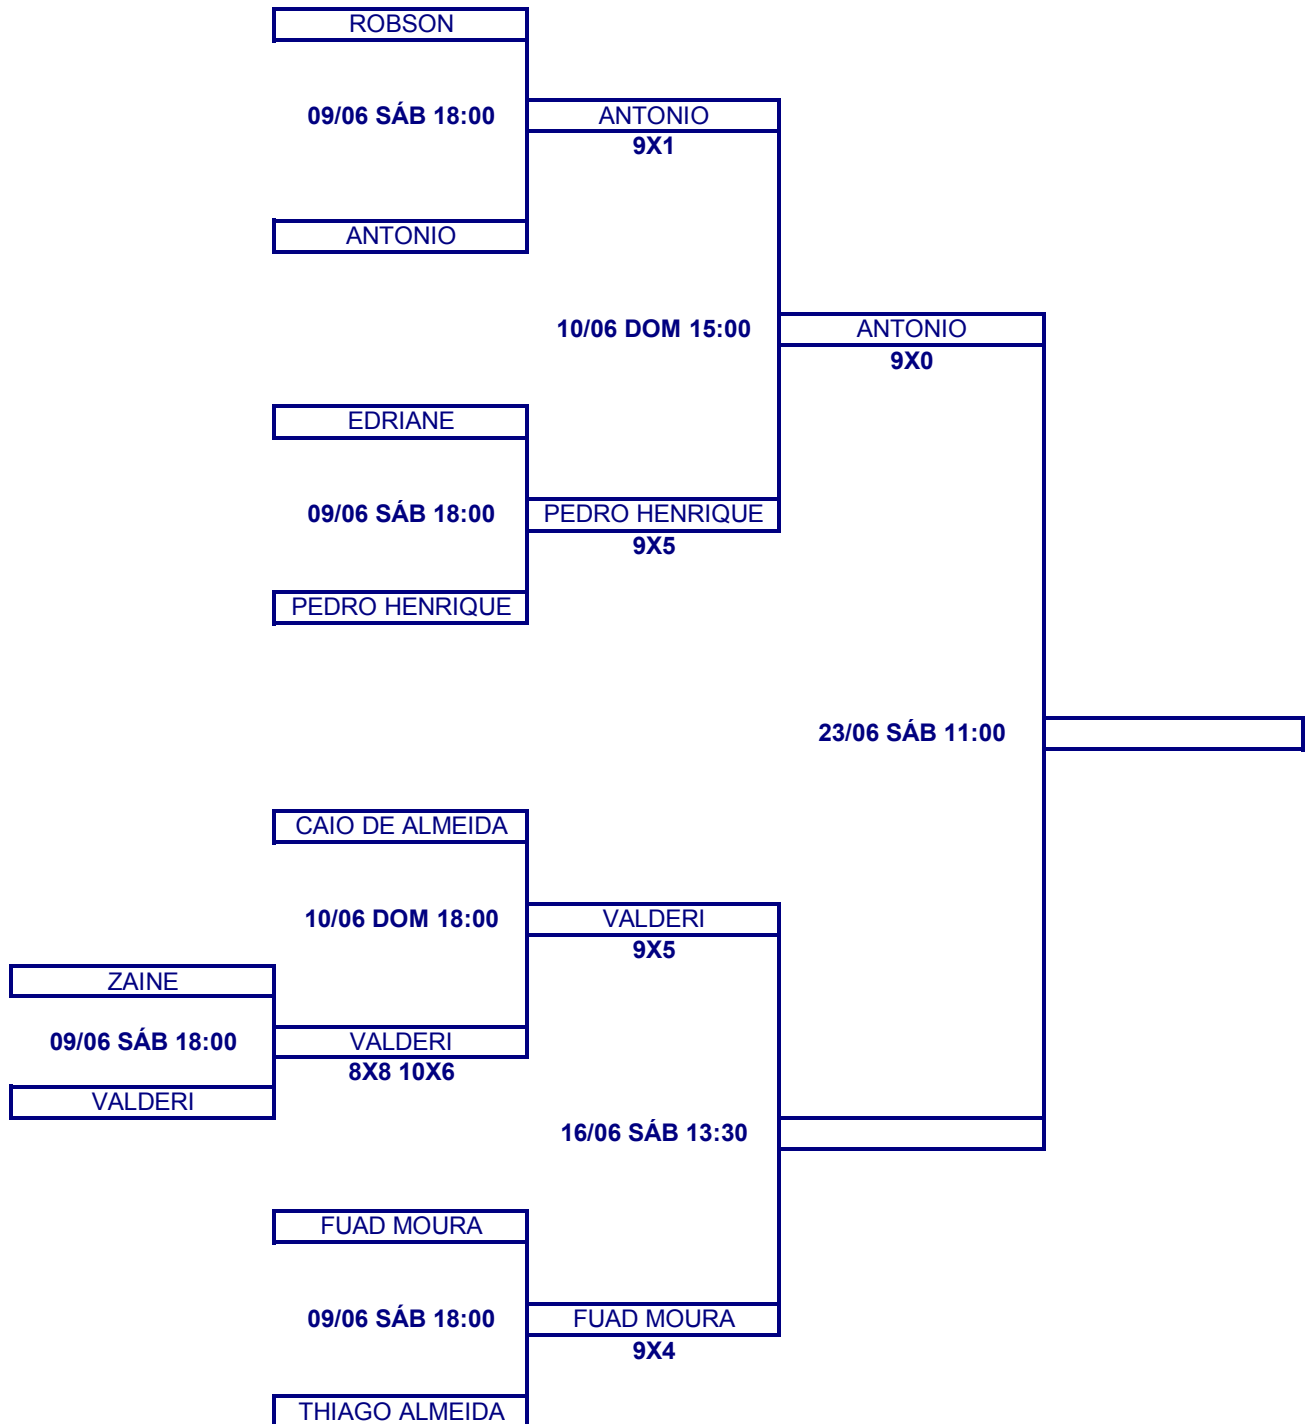 ROBSON
09/06 SÁB 18:00
ANTONIO
9X1
ANTONIO
10/06 DOM 15:00
ANTONIO
9X0
EDRIANE
09/06 SÁB 18:00
PEDRO HENRIQUE
9X5
PEDRO HENRIQUE
23/06 SÁB 11:00
CAIO DE ALMEIDA
10/06 DOM 18:00
VALDERI
9X5
ZAINE
09/06 SÁB 18:00
VALDERI
8X8 10X6
VALDERI
16/06 SÁB 13:30
FUAD MOURA
09/06 SÁB 18:00
FUAD MOURA
9X4
THIAGO ALMEIDA